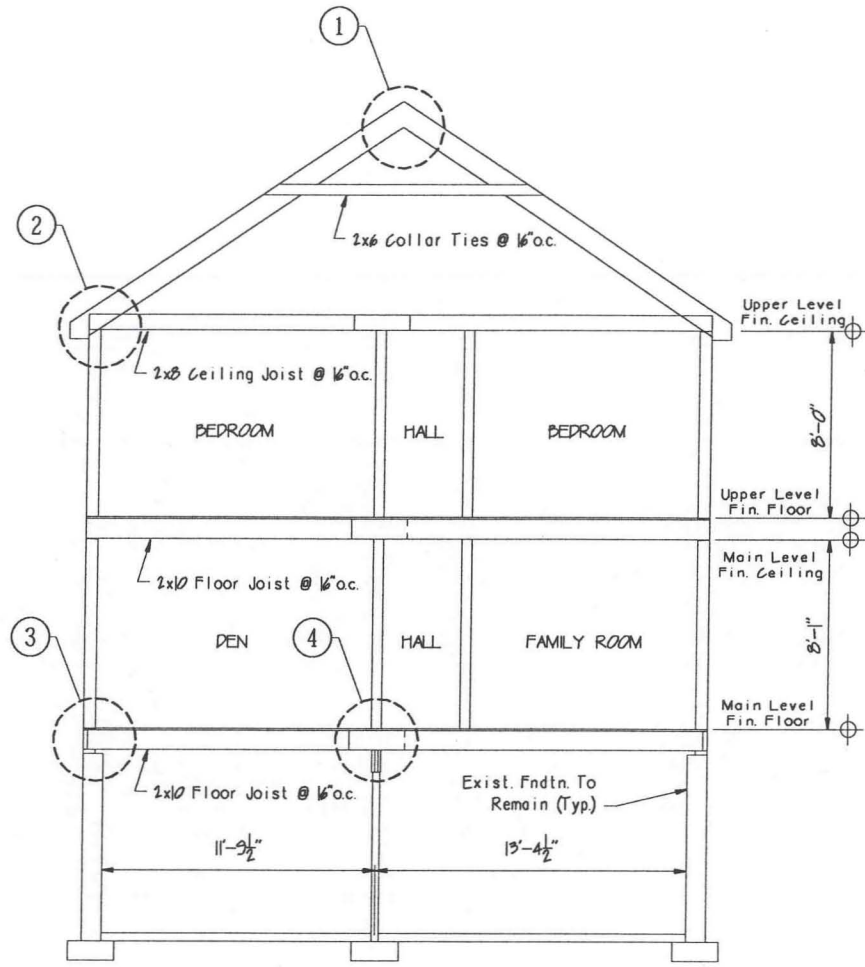 1
2
2x6 Collar Ties @ 16"o.c.
Upper Level
Fin. Ceiling
2x8 Ceiling Joist @ 16"o.c.
BEDROOM
HALL
BEDROOM
8'-0"
Upper Level
Fin. Floor
Main Level
Fin. Ceiling
2x10 Floor Joist @ 16"o.c.
3
DEN
4
HALL
FAMILY ROOM
8'-1"
Main Level
Fin. Floor
2x10 Floor Joist @ 16"o.c.
Exist. Fndtn. To
Remain (Typ.)
11'-9½"
13'-4½"